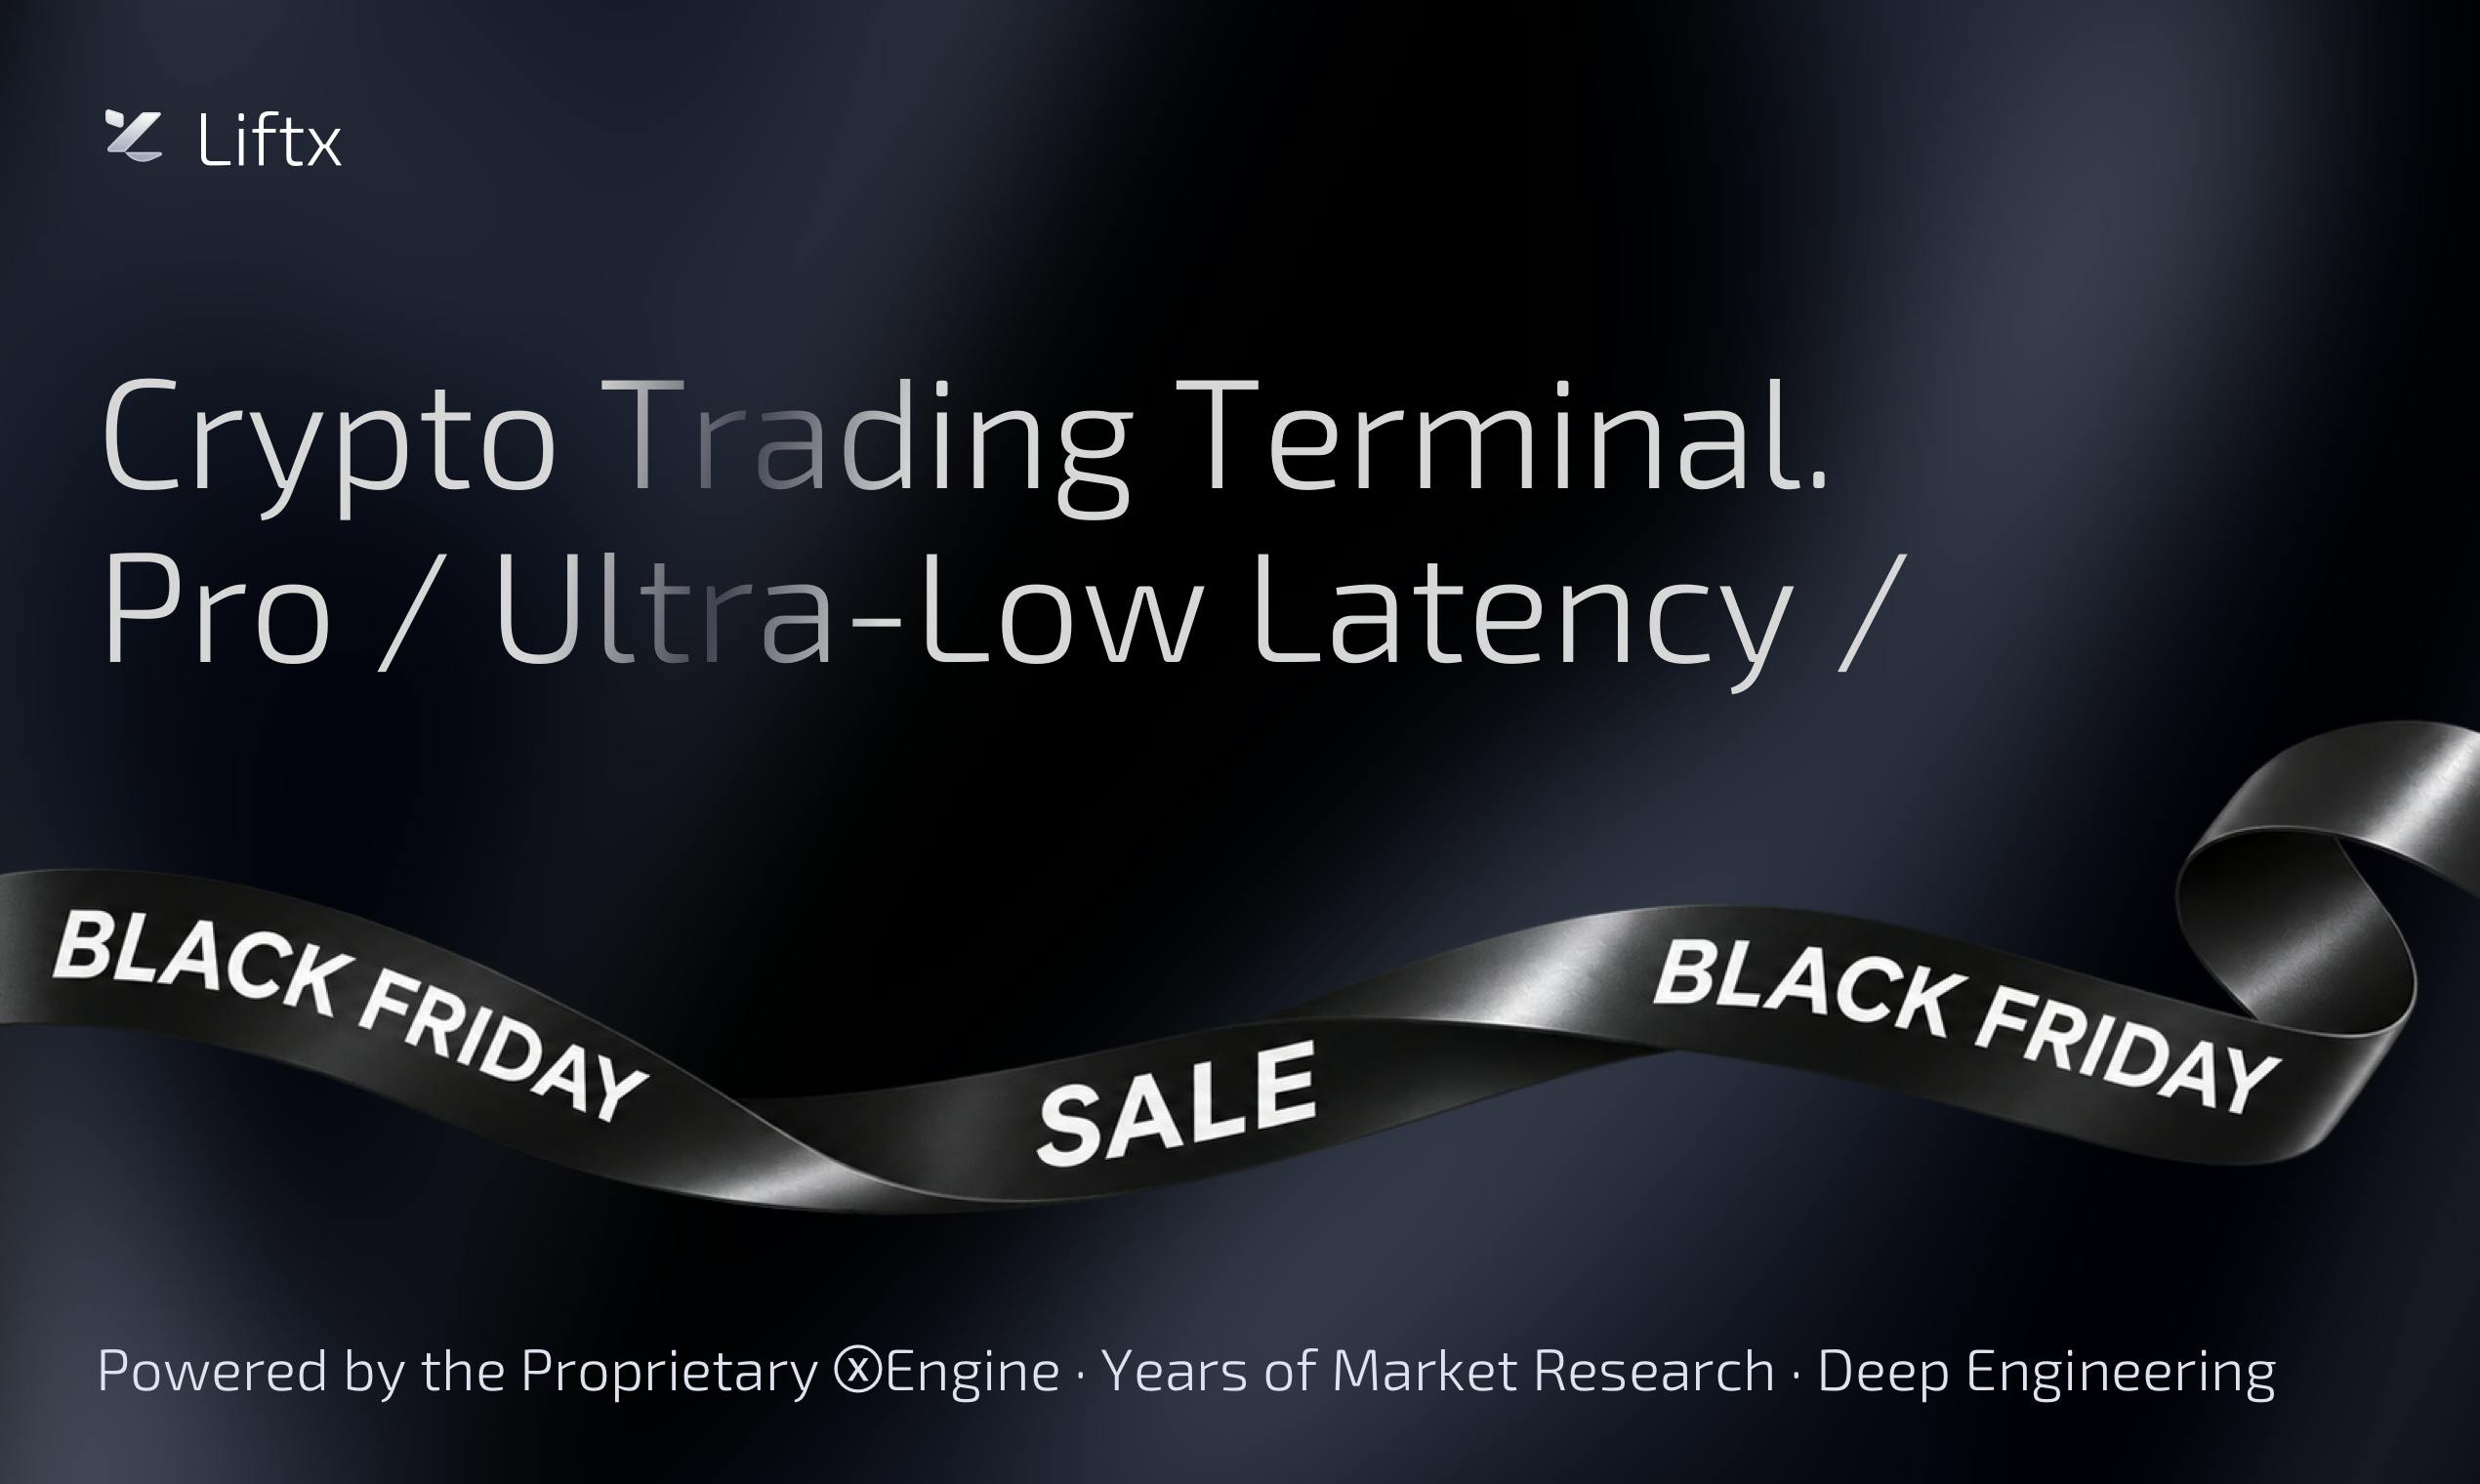 Liftx
Crypto Trading Terminal.
Pro / Ultra-Low Latency /
BLACK FRIDAY
SALE
BLACK FRIDAY
Powered by the Proprietary ⓧEngine · Years of Market Research · Deep Engineering